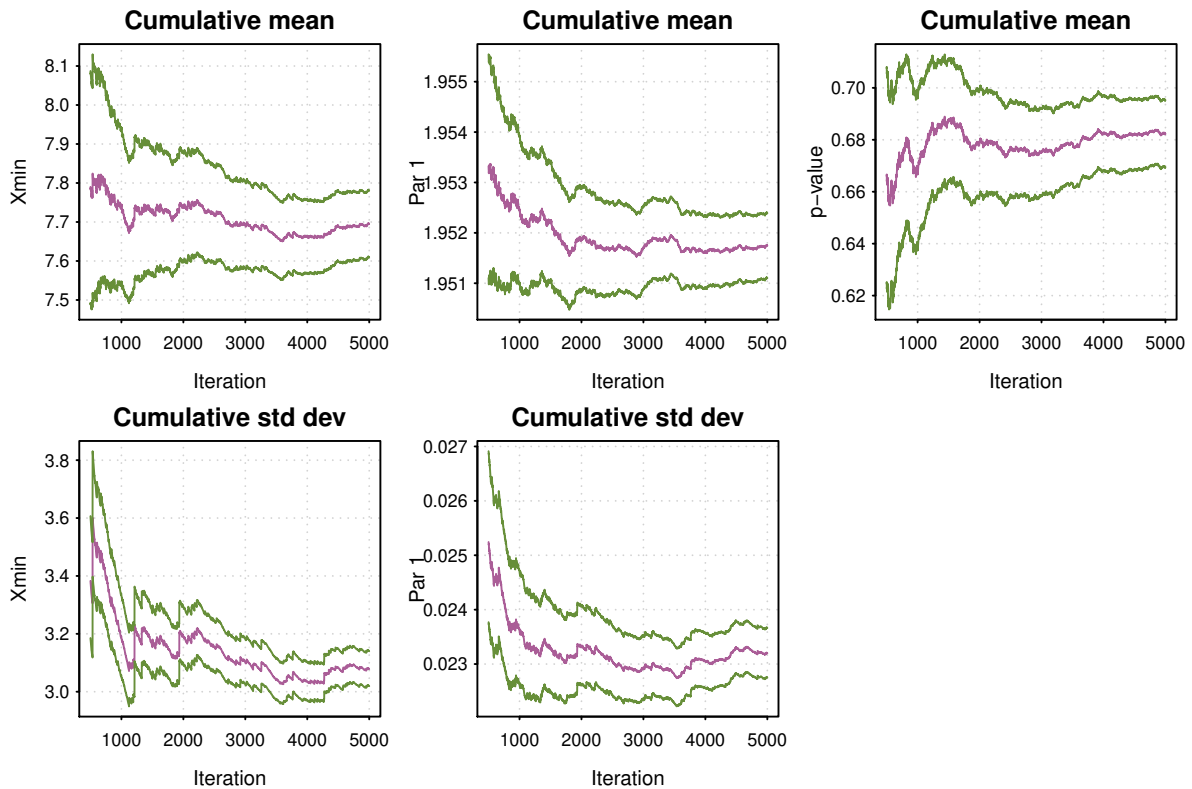 Cumulative mean
Xmin
8.1
8.0
7.9
7.8
7.7
7.6
7.5
1000 2000 3000 4000 5000
Iteration
Cumulative mean
Par 1
1.955
1.954
1.953
1.952
1.951
1000 2000 3000 4000 5000
Iteration
Cumulative mean
p−value
0.70
0.68
0.66
0.64
0.62
1000 2000 3000 4000 5000
Iteration
Cumulative std dev
Xmin
3.8
3.6
3.4
3.2
3.0
1000 2000 3000 4000 5000
Iteration
Cumulative std dev
Par 1
0.027
0.026
0.025
0.024
0.023
1000 2000 3000 4000 5000
Iteration